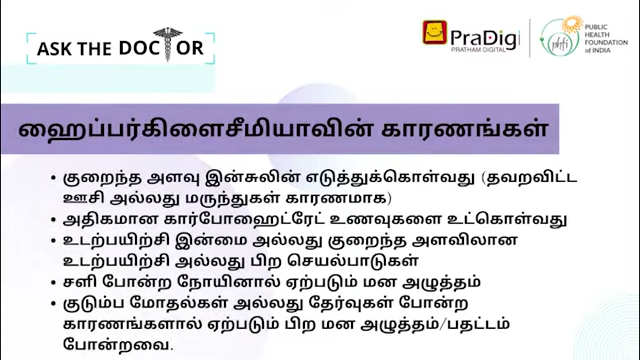 ASK THE DOCTOR
PraDigi
PRATHAM DIGITAL
phfi
PUBLIC
HEALTH
FOUNDATION
of INDIA
ஹைப்பர்கிளைசீமியாவின் காரணங்கள்
• குறைந்த அளவு இன்சுலின் எடுத்துக்கொள்வது (தவறவிட்ட
ஊசி அல்லது மருந்துகள் காரணமாக)
• அதிகமான கார்போஹைட்ரேட் உணவுகளை உட்கொள்வது
• உடற்பயிற்சி இன்மை அல்லது குறைந்த அளவிலான
உடற்பயிற்சி அல்லது பிற செயல்பாடுகள்
• சளி போன்ற நோயினால் ஏற்படும் மன அழுத்தம்
• குடும்ப மோதல்கள் அல்லது தேர்வுகள் போன்ற
காரணங்களால் ஏற்படும் பிற மன அழுத்தம்/பதட்டம்
போன்றவை.